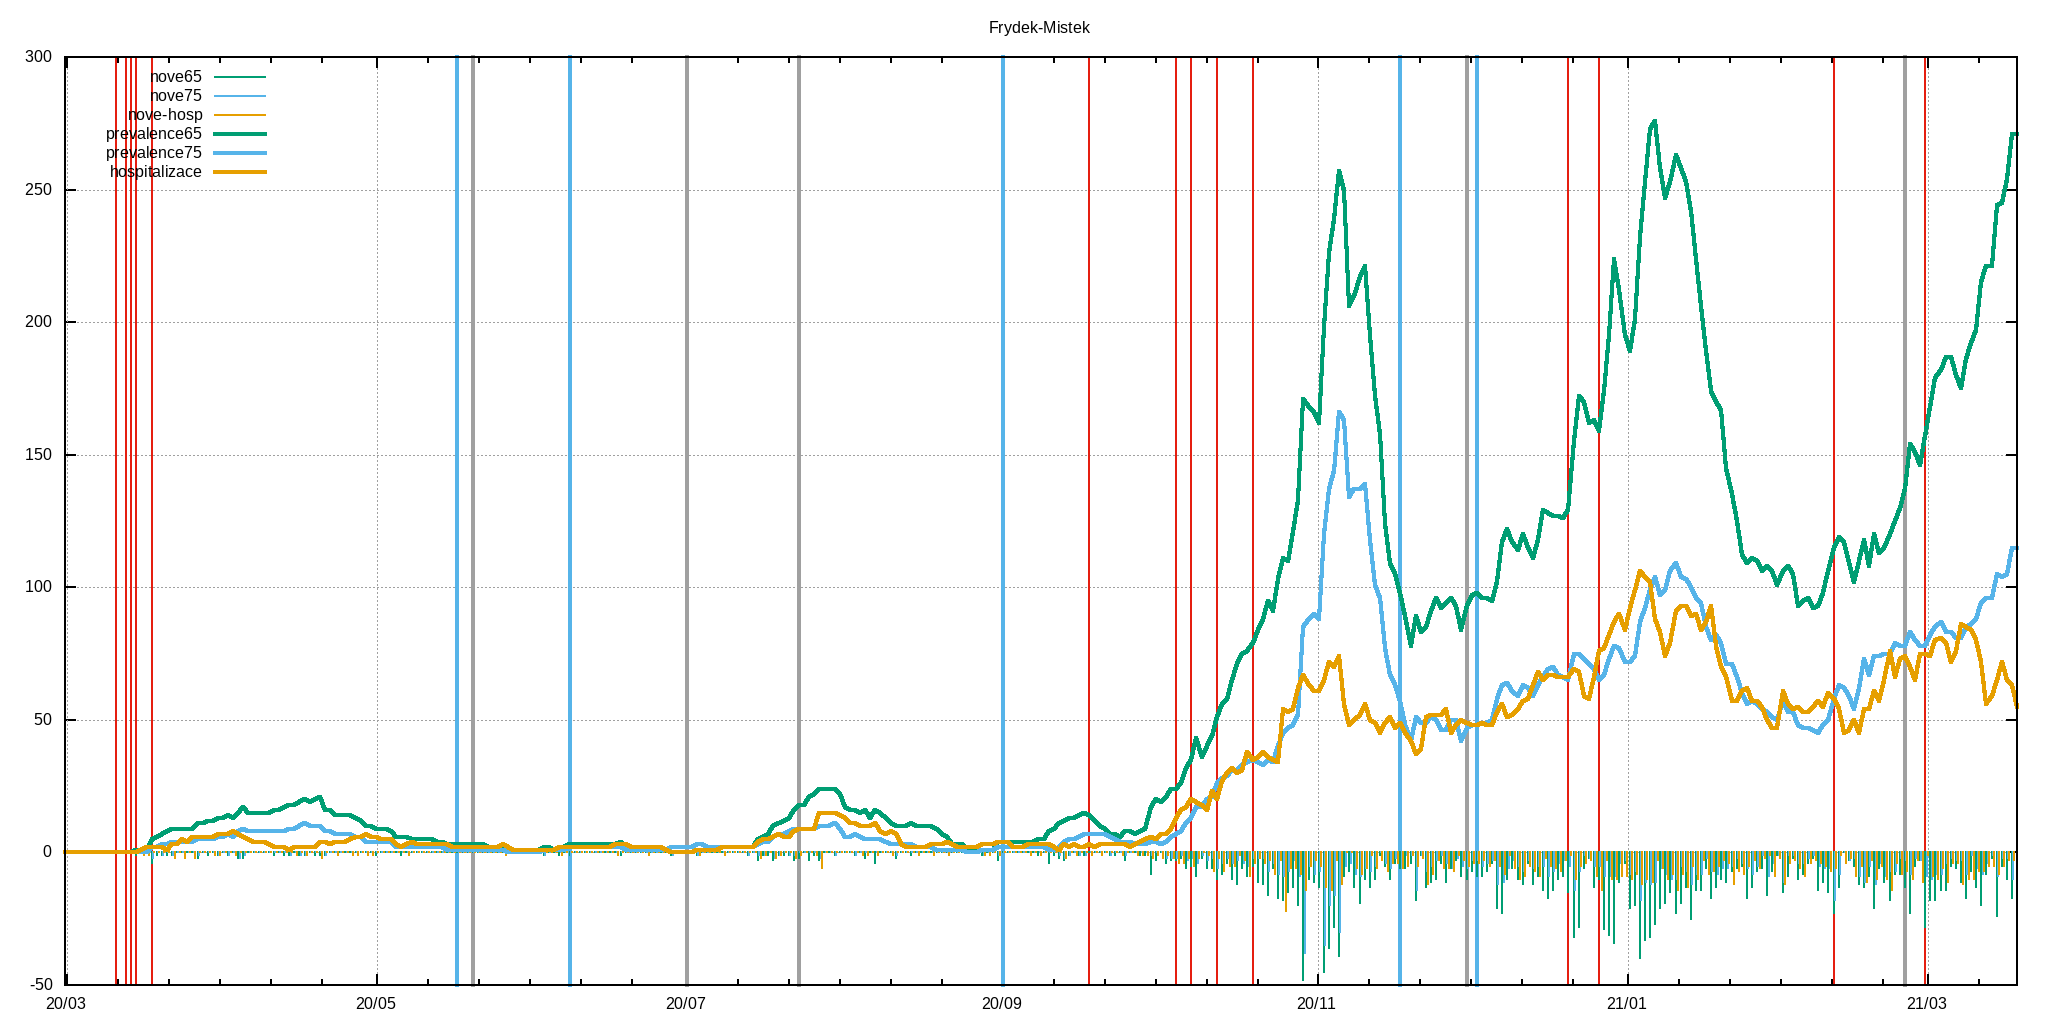 Frydek-Mistek
300
nove65
nove75
nove-hosp
prevalence65
prevalence75
hospitalizace
250
200
150
100
50
0
-50
20/03 20/05 20/07 20/09 20/11 21/01 21/03